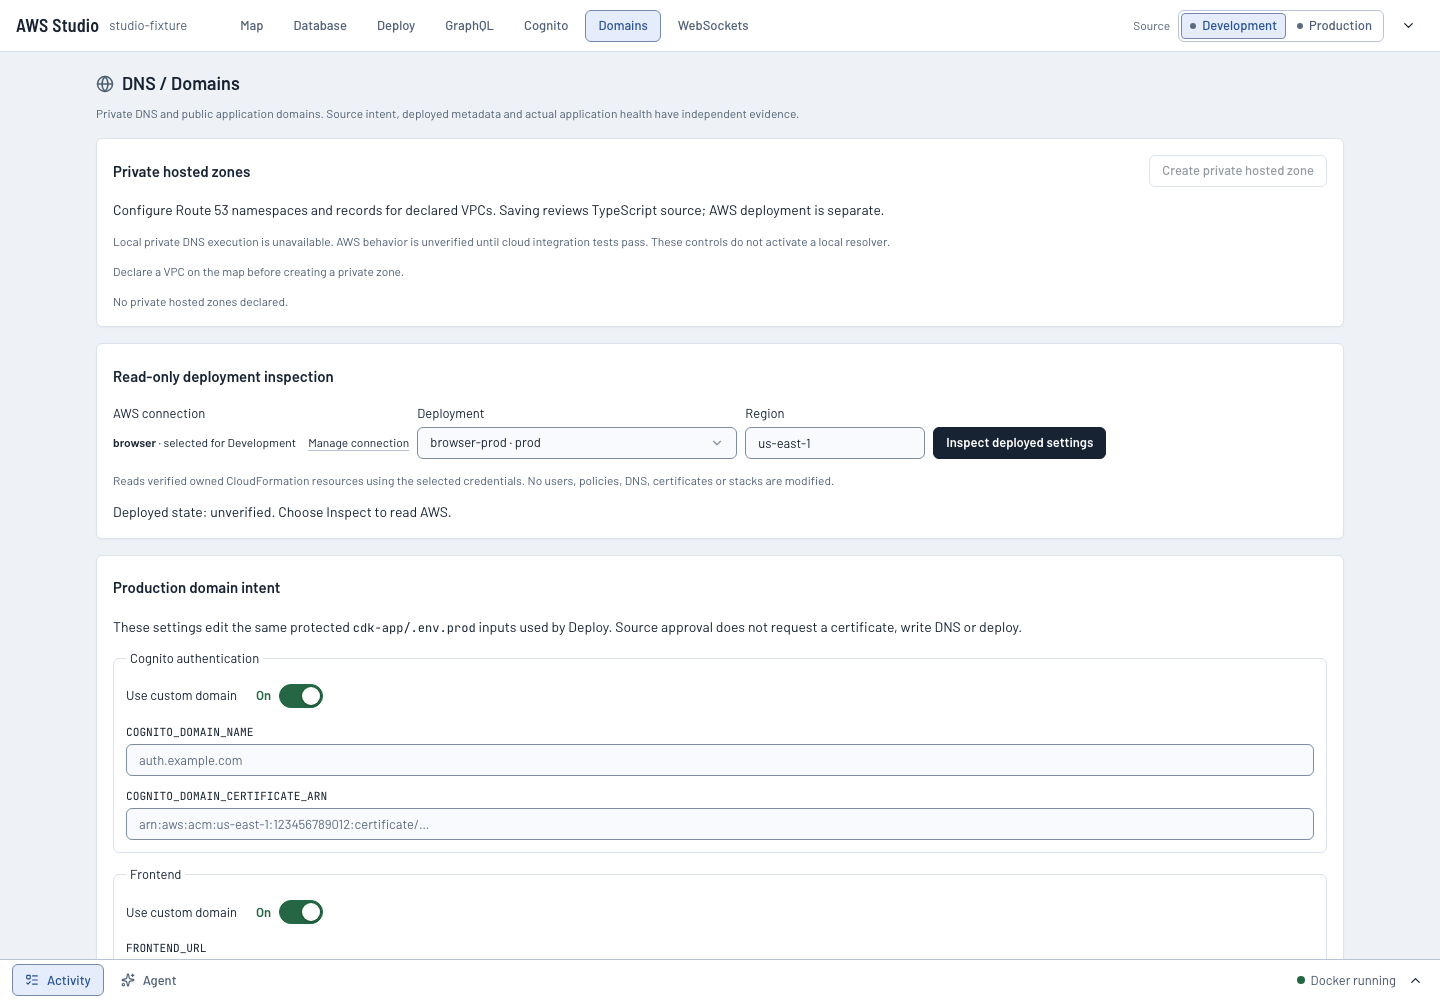 AWS Studio studio-fixture Map Database Deploy GraphQL Cognito Domains WebSockets Source Development Production
DNS / Domains
Private DNS and public application domains. Source intent, deployed metadata and actual application health have independent evidence.
Private hosted zones Create private hosted zone
Configure Route 53 namespaces and records for declared VPCs. Saving reviews TypeScript source; AWS deployment is separate.
Local private DNS execution is unavailable. AWS behavior is unverified until cloud integration tests pass. These controls do not activate a local resolver.
Declare a VPC on the map before creating a private zone.
No private hosted zones declared.
Read-only deployment inspection
AWS connection Deployment Region
browser · selected for Development Manage connection browser-prod · prod us-east-1 Inspect deployed settings
Reads verified owned CloudFormation resources using the selected credentials. No users, policies, DNS, certificates or stacks are modified.
Deployed state: unverified. Choose Inspect to read AWS.
Production domain intent
These settings edit the same protected cdk-app/.env.prod inputs used by Deploy. Source approval does not request a certificate, write DNS or deploy.
Cognito authentication
Use custom domain On
COGNITO_DOMAIN_NAME
auth.example.com
COGNITO_DOMAIN_CERTIFICATE_ARN
arn:aws:acm:us-east-1:123456789012:certificate/...
Frontend
Use custom domain On
FRONTEND_URL
Activity Agent Docker running